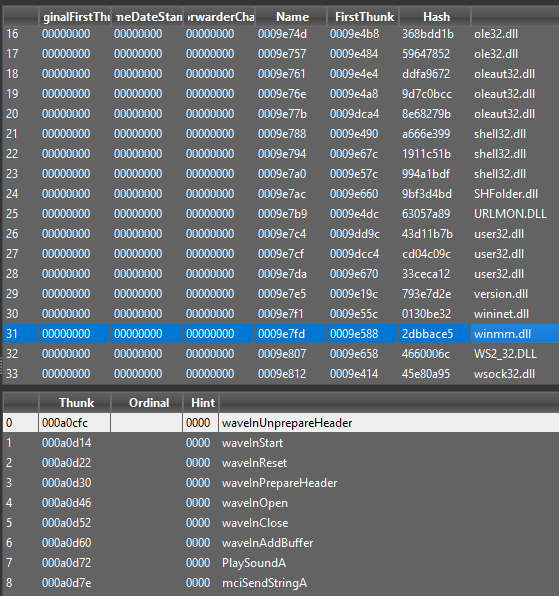 ginalFirstThu neDateStan orwarderCha Name FirstThunk Hash
16 00000000 00000000 00000000 0009e74d 0009e4b8 368bdd1b ole32.dll
17 00000000 00000000 00000000 0009e757 0009e484 59647852 ole32.dll
18 00000000 00000000 00000000 0009e761 0009e4e4 ddfa9672 oleaut32.dll
19 00000000 00000000 00000000 0009e76e 0009e4a8 9d7c0bcc oleaut32.dll
20 00000000 00000000 00000000 0009e77b 0009dca4 8e68279b oleaut32.dll
21 00000000 00000000 00000000 0009e788 0009e490 a666e399 shell32.dll
22 00000000 00000000 00000000 0009e794 0009e67c 1911c51b shell32.dll
23 00000000 00000000 00000000 0009e7a0 0009e57c 994a1bdf shell32.dll
24 00000000 00000000 00000000 0009e7ac 0009e660 9bf3d4bd SHFolder.dll
25 00000000 00000000 00000000 0009e7b9 0009e4dc 63057a89 URLMON.DLL
26 00000000 00000000 00000000 0009e7c4 0009dd9c 43d11b7b user32.dll
27 00000000 00000000 00000000 0009e7cf 0009dcc4 cd04c09c user32.dll
28 00000000 00000000 00000000 0009e7da 0009e670 33ceca12 user32.dll
29 00000000 00000000 00000000 0009e7e5 0009e19c 793e7d2e version.dll
30 00000000 00000000 00000000 0009e7f1 0009e55c 0130be32 wininet.dll
31 00000000 00000000 00000000 0009e7fd 0009e588 2dbbace5 winmm.dll
32 00000000 00000000 00000000 0009e807 0009e658 4660006c WS2_32.DLL
33 00000000 00000000 00000000 0009e812 0009e414 45e80a95 wsock32.dll
Thunk Ordinal Hint
0 000a0cfc 0000 waveInUnprepareHeader
1 000a0d14 0000 waveInStart
2 000a0d22 0000 waveInReset
3 000a0d30 0000 waveInPrepareHeader
4 000a0d46 0000 waveInOpen
5 000a0d52 0000 waveInClose
6 000a0d60 0000 waveInAddBuffer
7 000a0d72 0000 PlaySoundA
8 000a0d7e 0000 mciSendStringA